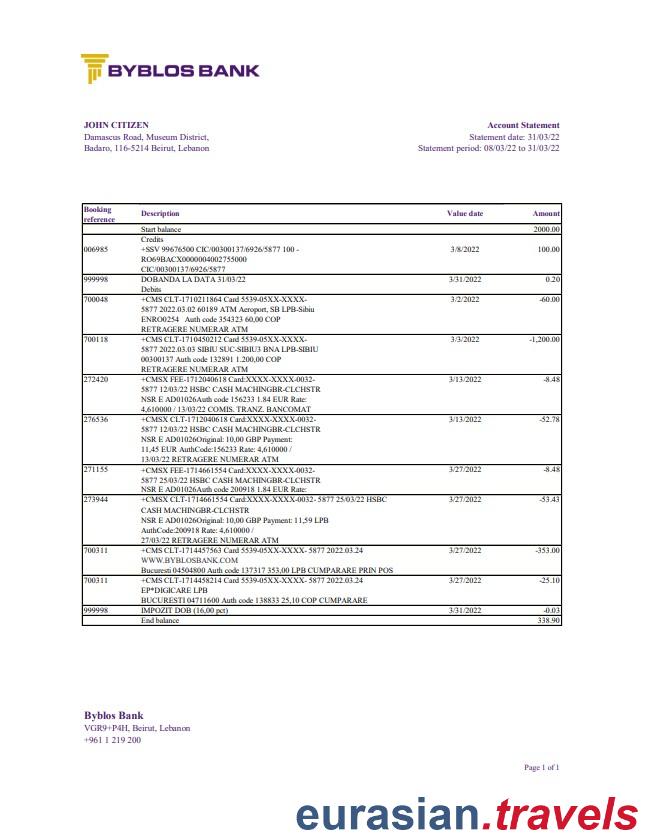 BYBLOS BANK
JOHN CITIZEN
Damascus Road, Museum District,
Badaro, 116-5214 Beirut, Lebanon
Account Statement
Statement date: 31/03/22
Statement period: 08/03/22 to 31/03/22
Booking reference Description Value date Amount
Start balance 2000.00
Credits
006985 +SSV 99676500 CIC/00300137/6926/5877 100 - 3/8/2022 100.00
RO69BACX0000004002755000
CIC/00300137/6926/5877
999998 DOBANDA LA DATA 31/03/22 3/31/2022 0.20
Debits
700048 +CMS CLT-1710211864 Card 5539-05XX-XXXX- 3/2/2022 -60.00
5877 2022.03.02 60189 ATM Aeroport, SB LPB-Sibiu
ENRO0254 Auth code 354323 60,00 COP
RETRAGERE NUMERAR ATM
700118 +CMS CLT-1710450212 Card 5539-05XX-XXXX- 3/3/2022 -1,200.00
5877 2022.03.03 SIBIU SUC-SIBIU3 BNA LPB-SIBIU
00300137 Auth code 132891 1.200,00 COP
RETRAGERE NUMERAR ATM
272420 +CMSX FEE-1712040618 Card:XXXX-XXXX-0032- 3/13/2022 -8.48
5877 12/03/22 HSBC CASH MACHINGBR-CLCHSTR
NSR E AD01026Auth code 156233 1.84 EUR Rate:
4,610000 / 13/03/22 COMIS. TRANZ. BANCOMAT
276536 +CMSX CLT-1712040618 Card:XXXX-XXXX-0032- 3/13/2022 -52.78
5877 12/03/22 HSBC CASH MACHINGBR-CLCHSTR
NSR E AD01026Original: 10,00 GBP Payment:
11,45 EUR AuthCode:156233 Rate: 4,610000 /
13/03/22 RETRAGERE NUMERAR ATM
271155 +CMSX FEE-1714661554 Card:XXXX-XXXX-0032- 3/27/2022 -8.48
5877 25/03/22 HSBC CASH MACHINGBR-CLCHSTR
NSR E AD01026Auth code 200918 1.84 EUR Rate:
273944 +CMSX CLT-1714661554 Card:XXXX-XXXX-0032- 5877 25/03/22 HSBC 3/27/2022 -53.43
CASH MACHINGBR-CLCHSTR
NSR E AD01026Original: 10,00 GBP Payment: 11,59 LPB
AuthCode:200918 Rate: 4,610000 /
27/03/22 RETRAGERE NUMERAR ATM
700311 +CMS CLT-1714457563 Card 5539-05XX-XXXX- 5877 2022.03.24 3/27/2022 -353.00
WWW.BYBLOSBANK.COM
Bucuresti 04504800 Auth code 137317 353,00 LPB CUMPARARE PRIN POS
700311 +CMS CLT-1714458214 Card 5539-05XX-XXXX- 5877 2022.03.24 3/27/2022 -25.10
EP*DIGICARE LPB
BUCURESTI 04711600 Auth code 138833 25,10 COP CUMPARARE
999998 IMPOZIT DOB (16,00 pct) 3/31/2022 -0.03
End balance 338.90
Byblos Bank
VGR9+P4H, Beirut, Lebanon
+961 1 219 200
Page 1 of 1
eurasian.travels